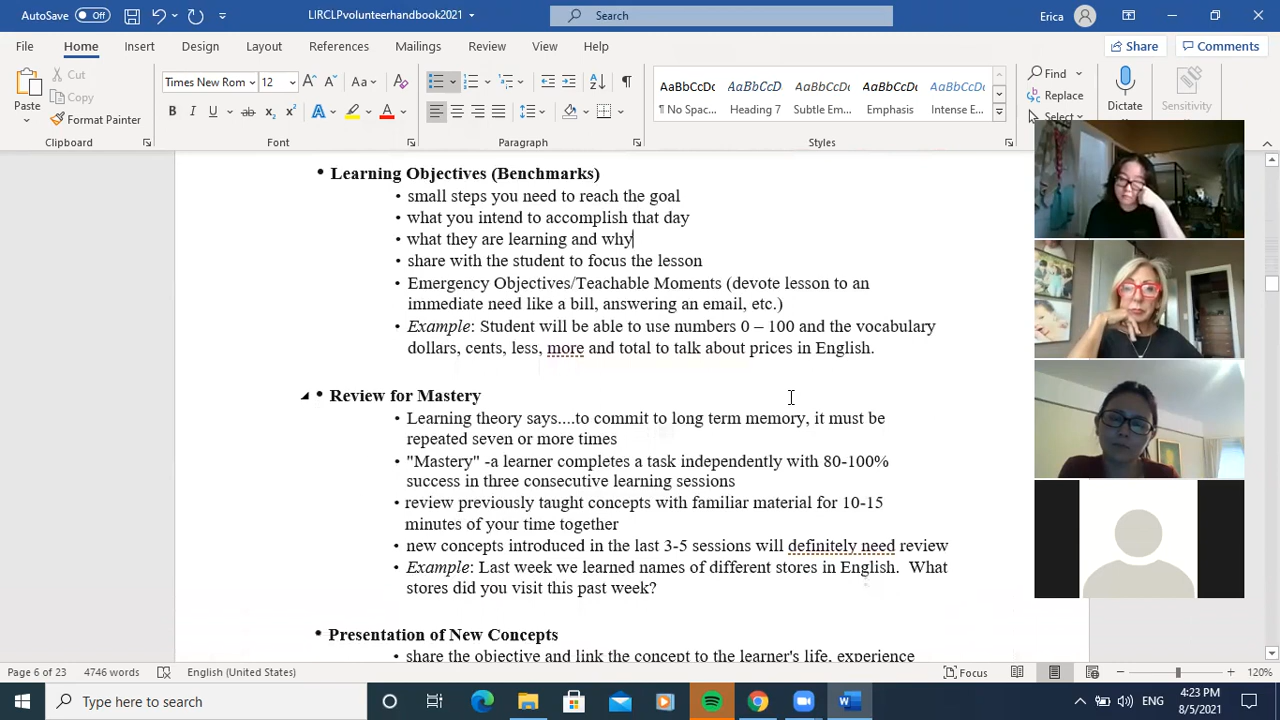 AutoSave Off LIRCLPvolunteerhandbook2021 Search Erica
File Home Insert Design Layout References Mailings Review View Help Share Comments
Paste Cut Copy Format Painter
Clipboard
Times New Rom 12 Aa
B I U ab x₂ x² A A
Font
Paragraph
AaBbCcDc AaBbCcD AaBbCcDc AaBbCcDc AaBbCcDc
¶ No Spac... Heading 7 Subtle Em... Emphasis Intense E...
Styles
Find Replace Select Dictate Sensitivity
• Learning Objectives (Benchmarks)
• small steps you need to reach the goal
• what you intend to accomplish that day
• what they are learning and why
• share with the student to focus the lesson
• Emergency Objectives/Teachable Moments (devote lesson to an
immediate need like a bill, answering an email, etc.)
• Example: Student will be able to use numbers 0 – 100 and the vocabulary
dollars, cents, less, more and total to talk about prices in English.
• Review for Mastery
• Learning theory says....to commit to long term memory, it must be
repeated seven or more times
• "Mastery" -a learner completes a task independently with 80-100%
success in three consecutive learning sessions
• review previously taught concepts with familiar material for 10-15
minutes of your time together
• new concepts introduced in the last 3-5 sessions will definitely need review
• Example: Last week we learned names of different stores in English.  What
stores did you visit this past week?
• Presentation of New Concepts
• share the objective and link the concept to the learner's life, experience
Page 6 of 23 4746 words English (United States) Focus 120%
Type here to search
4:23 PM
8/5/2021